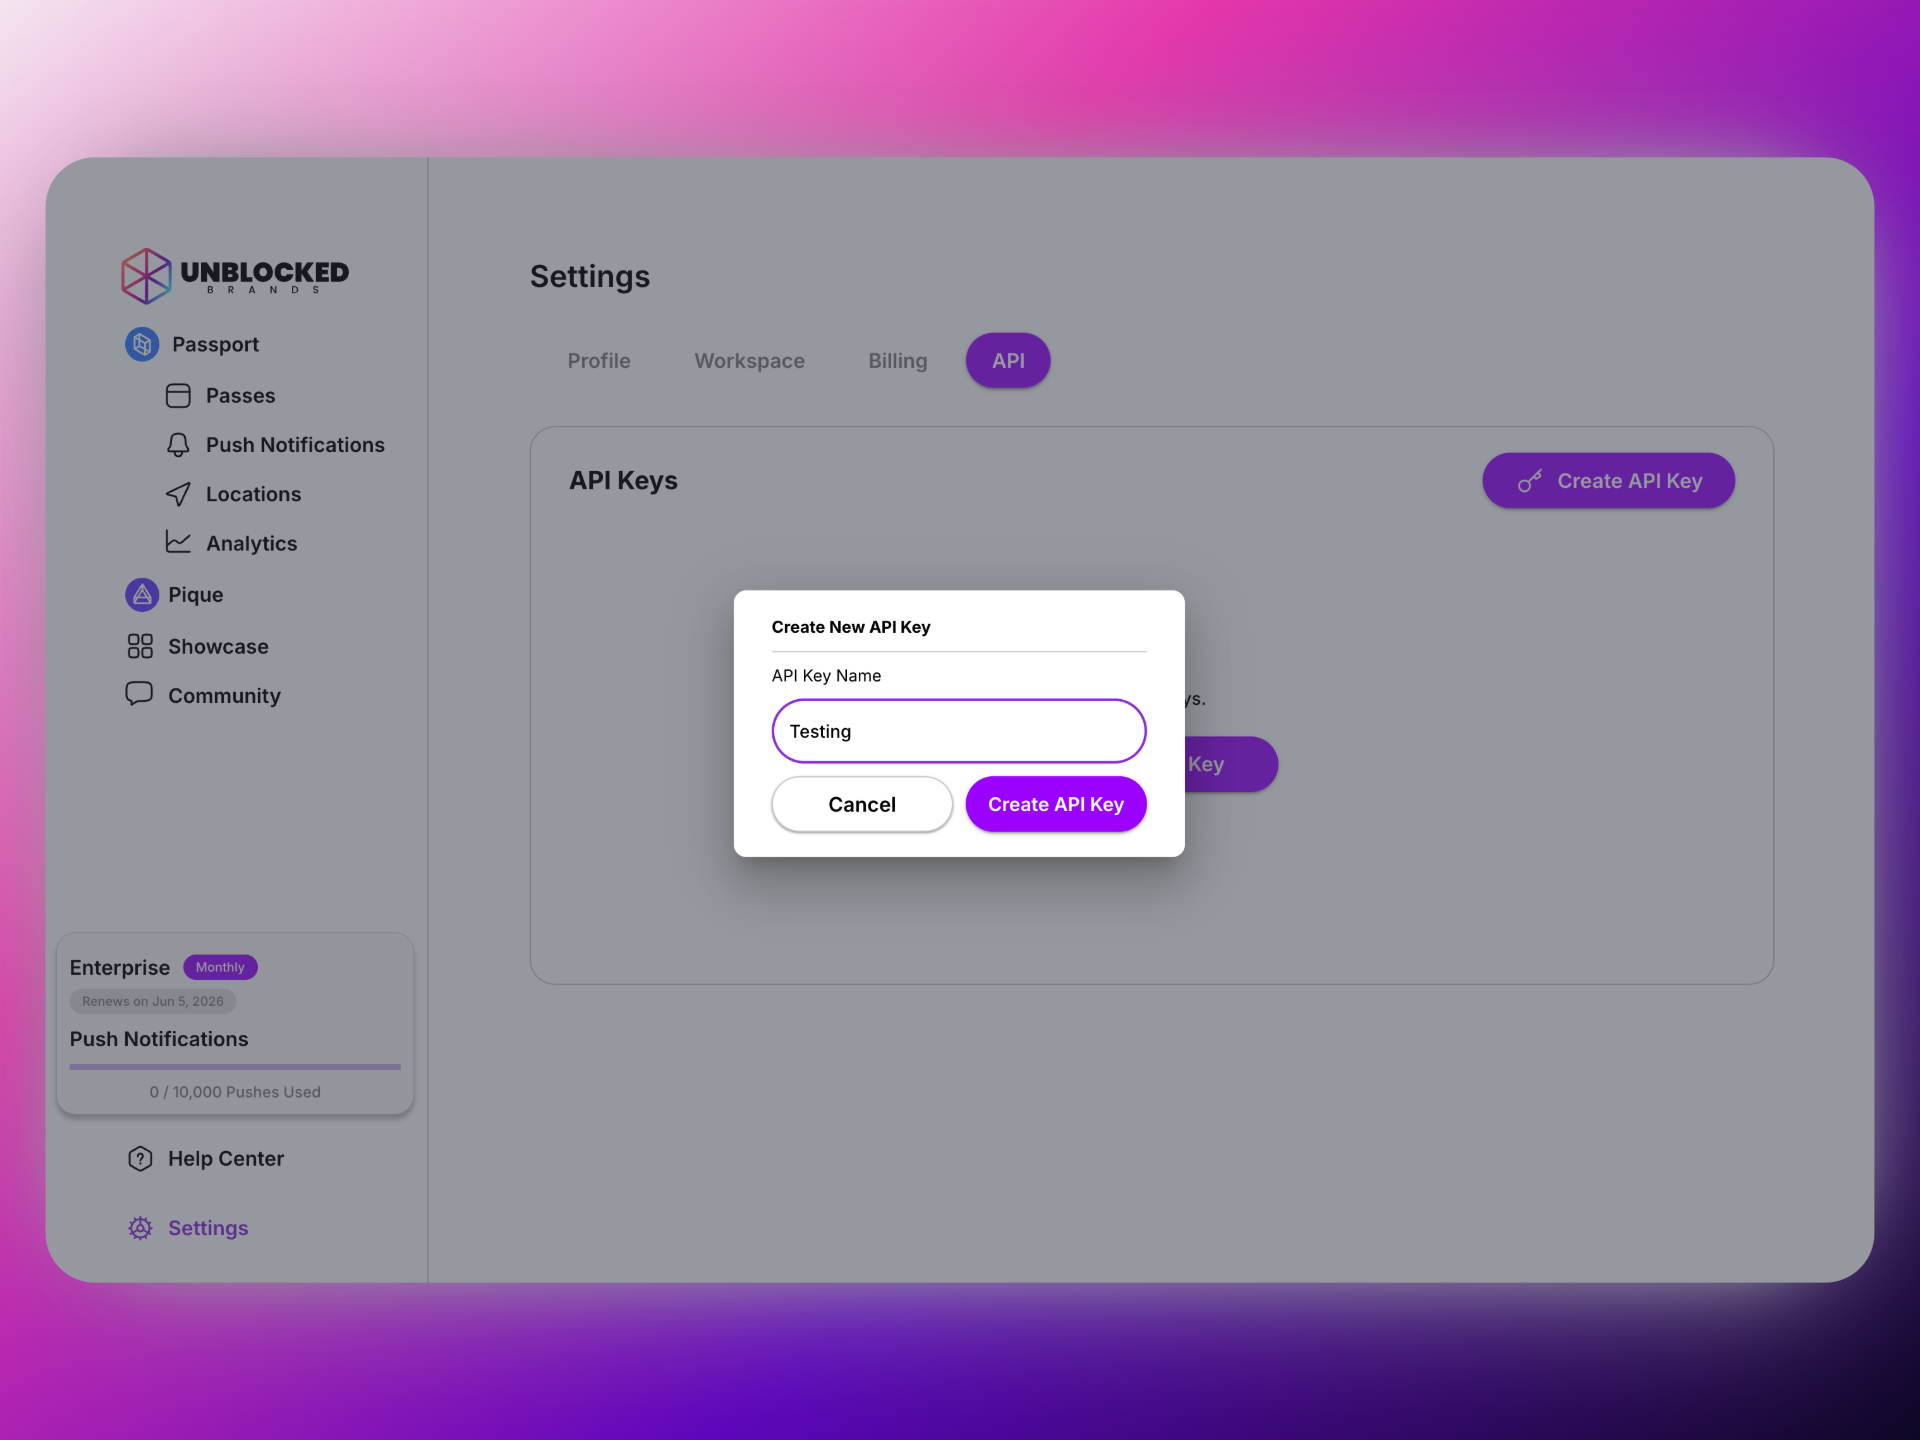 UNBLOCKED
BRANDS
Passport
Passes
Push Notifications
Locations
Analytics
Pique
Showcase
Community
Enterprise Monthly
Renews on Jun 5, 2026
Push Notifications
0 / 10,000 Pushes Used
Help Center
Settings
Settings
Profile Workspace Billing API
API Keys Create API Key
Create New API Key
API Key Name
ys.
Testing
Key
Cancel Create API Key